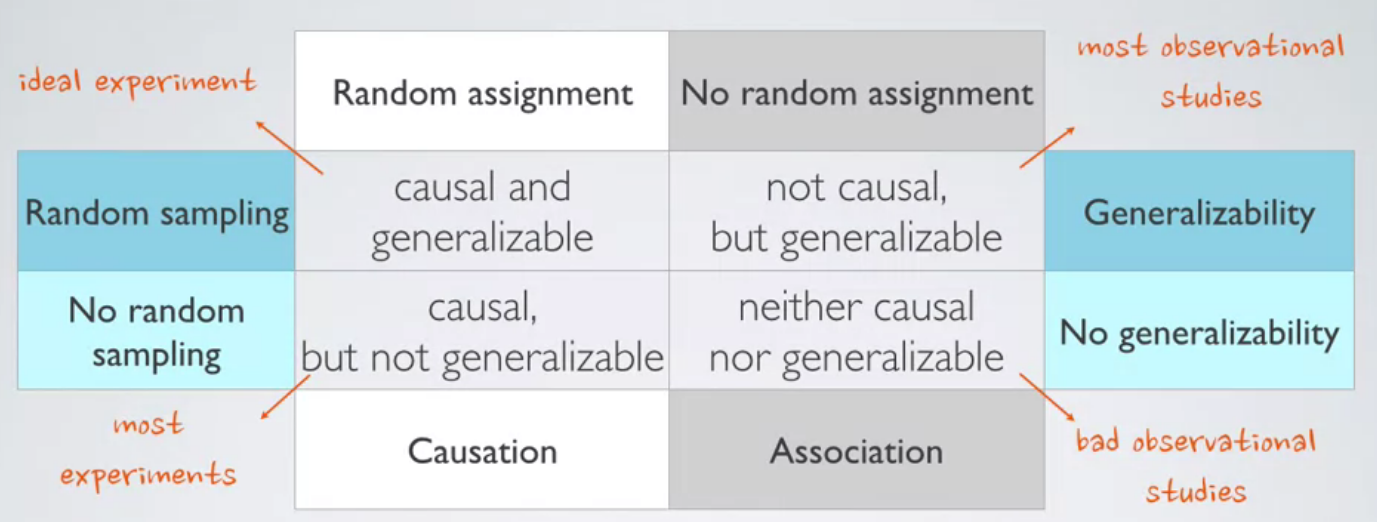 ideal experiment
Random assignment
No random assignment
most observational
studies
Random sampling
causal and
generalizable
not causal,
but generalizable
Generalizability
No random
sampling
causal,
but not generalizable
neither causal
nor generalizable
No generalizability
most
experiments
Causation
Association
bad observational
studies